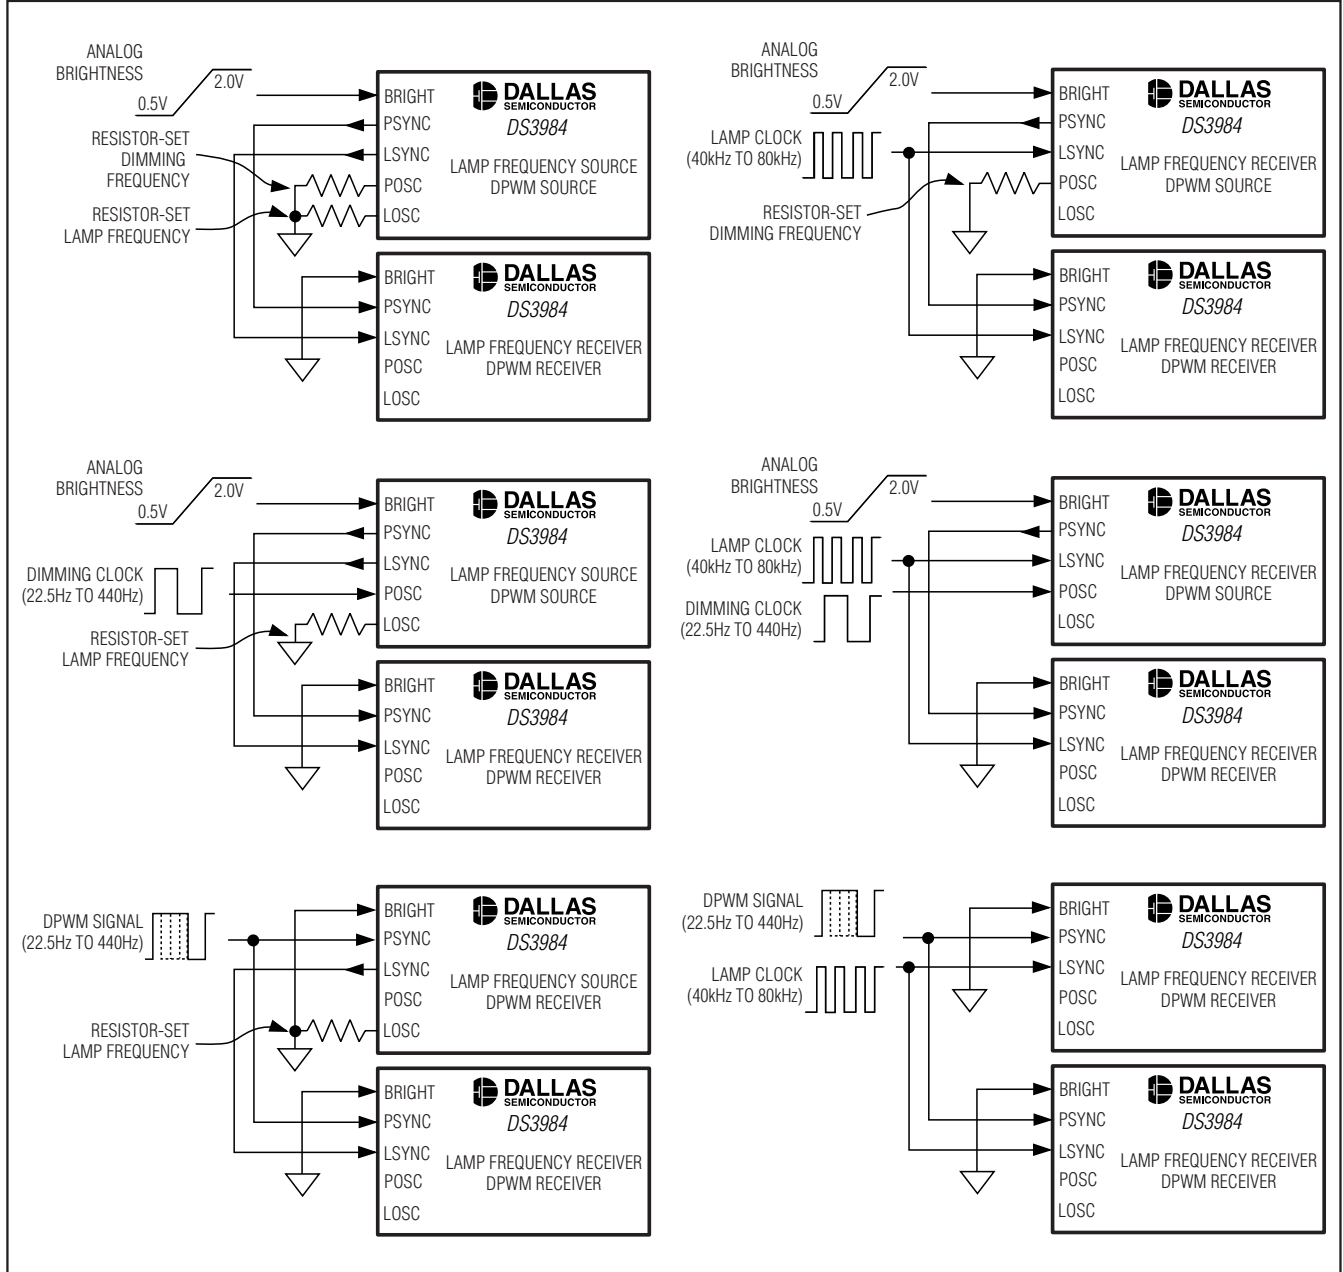 ANALOG
BRIGHTNESS
0.5V
2.0V
RESISTOR-SET
DIMMING
FREQUENCY
RESISTOR-SET
LAMP FREQUENCY
BRIGHT
PSYNC
LSYNC
POSC
LOSC
DALLAS
SEMICONDUCTOR
DS3984
LAMP FREQUENCY SOURCE
DPWM SOURCE
BRIGHT
PSYNC
LSYNC
POSC
LOSC
DALLAS
SEMICONDUCTOR
DS3984
LAMP FREQUENCY RECEIVER
DPWM RECEIVER
ANALOG
BRIGHTNESS
0.5V
2.0V
LAMP CLOCK
(40kHz TO 80kHz)
RESISTOR-SET
DIMMING FREQUENCY
BRIGHT
PSYNC
LSYNC
POSC
LOSC
DALLAS
SEMICONDUCTOR
DS3984
LAMP FREQUENCY RECEIVER
DPWM SOURCE
BRIGHT
PSYNC
LSYNC
POSC
LOSC
DALLAS
SEMICONDUCTOR
DS3984
LAMP FREQUENCY RECEIVER
DPWM RECEIVER
ANALOG
BRIGHTNESS
0.5V
2.0V
DIMMING CLOCK
(22.5Hz TO 440Hz)
RESISTOR-SET
LAMP FREQUENCY
BRIGHT
PSYNC
LSYNC
POSC
LOSC
DALLAS
SEMICONDUCTOR
DS3984
LAMP FREQUENCY SOURCE
DPWM SOURCE
BRIGHT
PSYNC
LSYNC
POSC
LOSC
DALLAS
SEMICONDUCTOR
DS3984
LAMP FREQUENCY RECEIVER
DPWM RECEIVER
ANALOG
BRIGHTNESS
0.5V
2.0V
LAMP CLOCK
(40kHz TO 80kHz)
DIMMING CLOCK
(22.5Hz TO 440Hz)
BRIGHT
PSYNC
LSYNC
POSC
LOSC
DALLAS
SEMICONDUCTOR
DS3984
LAMP FREQUENCY RECEIVER
DPWM SOURCE
BRIGHT
PSYNC
LSYNC
POSC
LOSC
DALLAS
SEMICONDUCTOR
DS3984
LAMP FREQUENCY RECEIVER
DPWM RECEIVER
DPWM SIGNAL
(22.5Hz TO 440Hz)
RESISTOR-SET
LAMP FREQUENCY
BRIGHT
PSYNC
LSYNC
POSC
LOSC
DALLAS
SEMICONDUCTOR
DS3984
LAMP FREQUENCY SOURCE
DPWM RECEIVER
BRIGHT
PSYNC
LSYNC
POSC
LOSC
DALLAS
SEMICONDUCTOR
DS3984
LAMP FREQUENCY RECEIVER
DPWM RECEIVER
DPWM SIGNAL
(22.5Hz TO 440Hz)
LAMP CLOCK
(40kHz TO 80kHz)
BRIGHT
PSYNC
LSYNC
POSC
LOSC
DALLAS
SEMICONDUCTOR
DS3984
LAMP FREQUENCY RECEIVER
DPWM RECEIVER
BRIGHT
PSYNC
LSYNC
POSC
LOSC
DALLAS
SEMICONDUCTOR
DS3984
LAMP FREQUENCY RECEIVER
DPWM RECEIVER